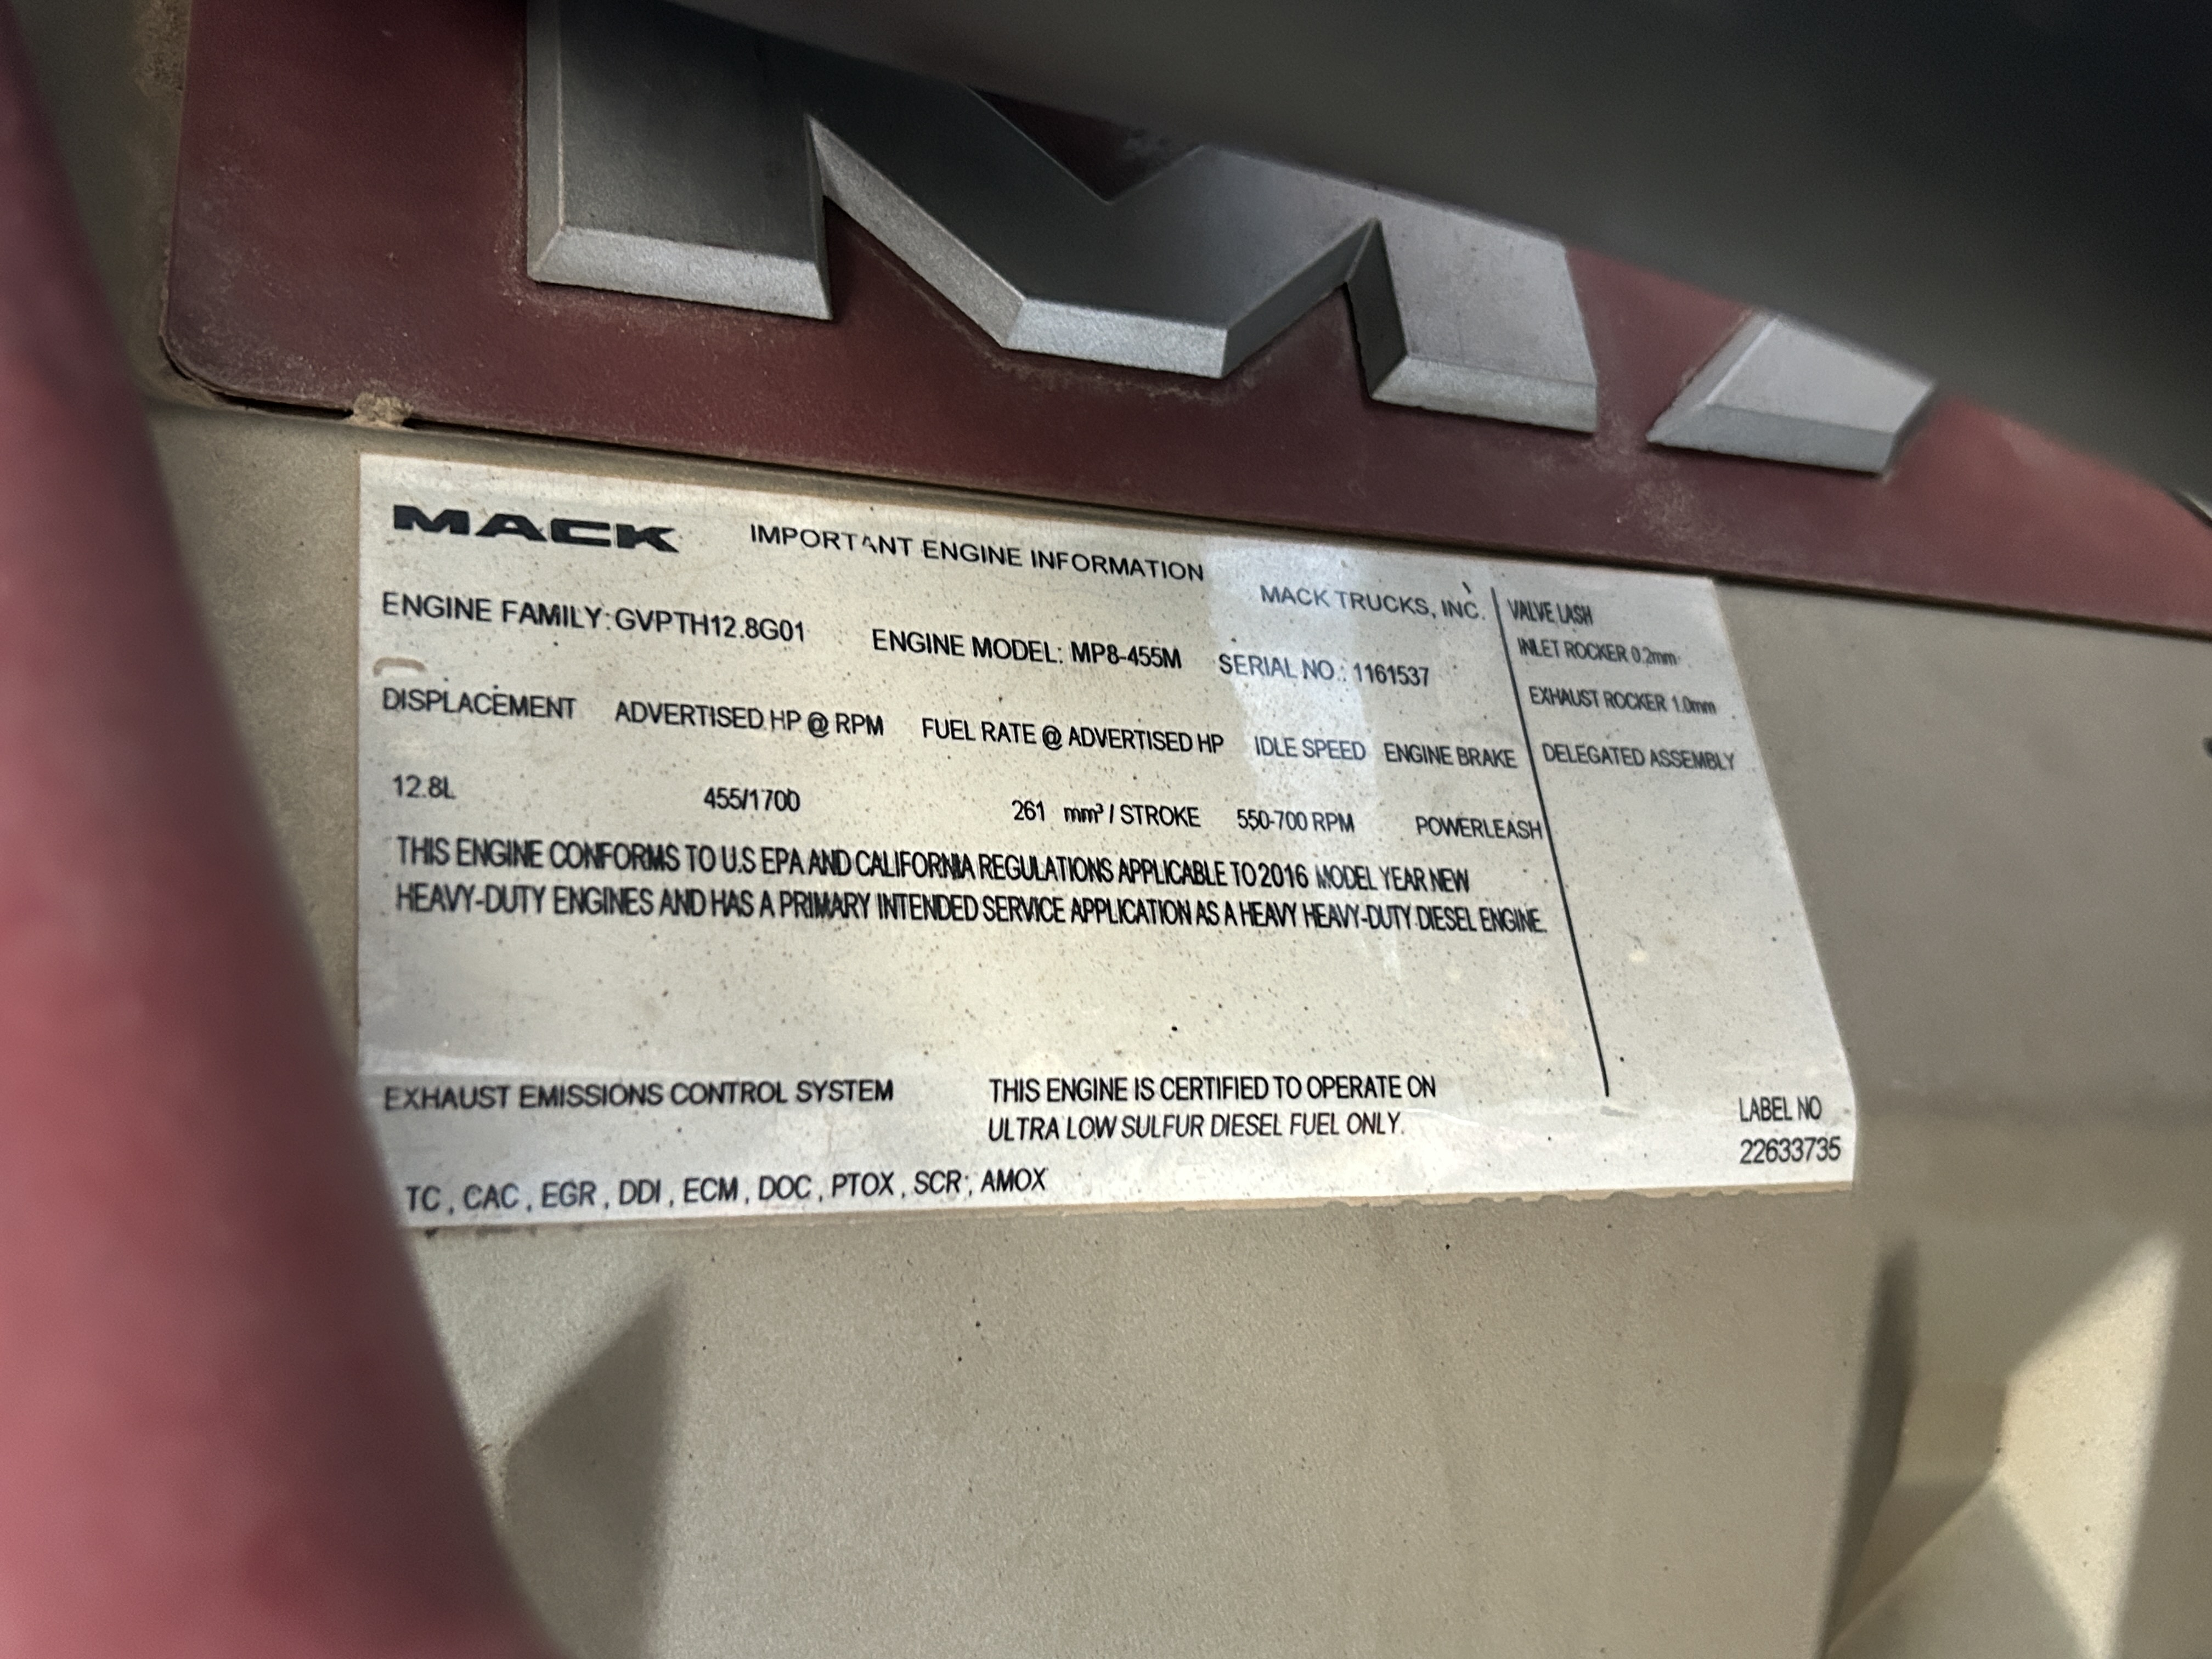 MACK IMPORTANT ENGINE INFORMATION
MACK TRUCKS, INC.
ENGINE FAMILY: GVPTH12.8G01 ENGINE MODEL: MP8-455M SERIAL NO.: 1161537
DISPLACEMENT ADVERTISED HP @ RPM FUEL RATE @ ADVERTISED HP IDLE SPEED ENGINE BRAKE
12.8L 455/1700 261 mm³ / STROKE 550-700 RPM POWERLEASH
THIS ENGINE CONFORMS TO U.S EPA AND CALIFORNIA REGULATIONS APPLICABLE TO 2016 MODEL YEAR NEW
HEAVY-DUTY ENGINES AND HAS A PRIMARY INTENDED SERVICE APPLICATION AS A HEAVY HEAVY-DUTY DIESEL ENGINE.
VALVE LASH
INLET ROCKER 0.2mm
EXHAUST ROCKER 1.0mm
DELEGATED ASSEMBLY
EXHAUST EMISSIONS CONTROL SYSTEM
TC , CAC , EGR , DDI , ECM , DOC , PTOX , SCR , AMOX
THIS ENGINE IS CERTIFIED TO OPERATE ON
ULTRA LOW SULFUR DIESEL FUEL ONLY.
LABEL NO
22633735